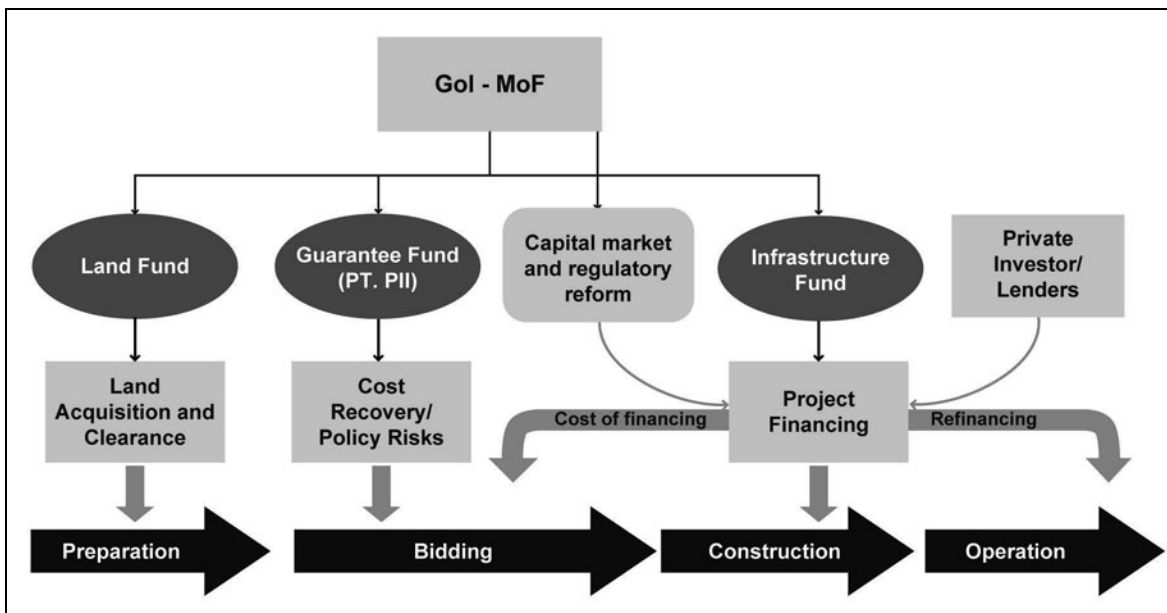 GoI - MoF
Land Fund
Guarantee Fund
(PT. PII)
Capital market
and regulatory
reform
Infrastructure
Fund
Private
Investor/
Lenders
Land
Acquisition and
Clearance
Cost
Recovery/
Policy Risks
Cost of financing
Project
Financing
Refinancing
Preparation
Bidding
Construction
Operation